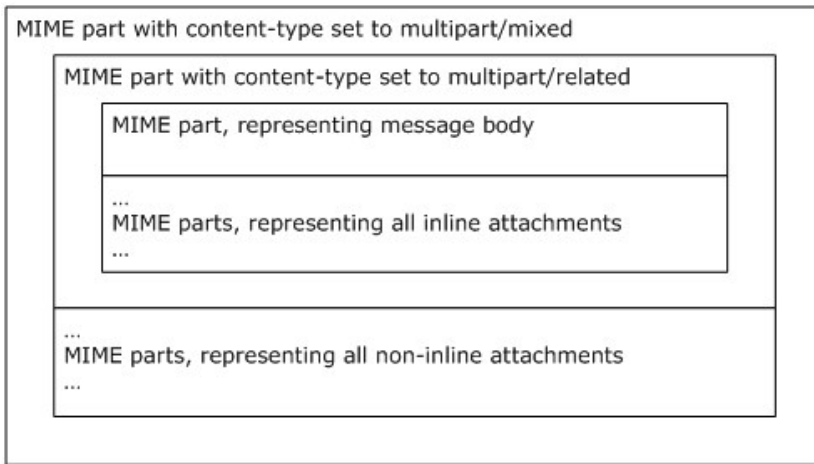 MIME part with content-type set to multipart/mixed
MIME part with content-type set to multipart/related
MIME part, representing message body
...
MIME parts, representing all inline attachments
...
...
MIME parts, representing all non-inline attachments
...